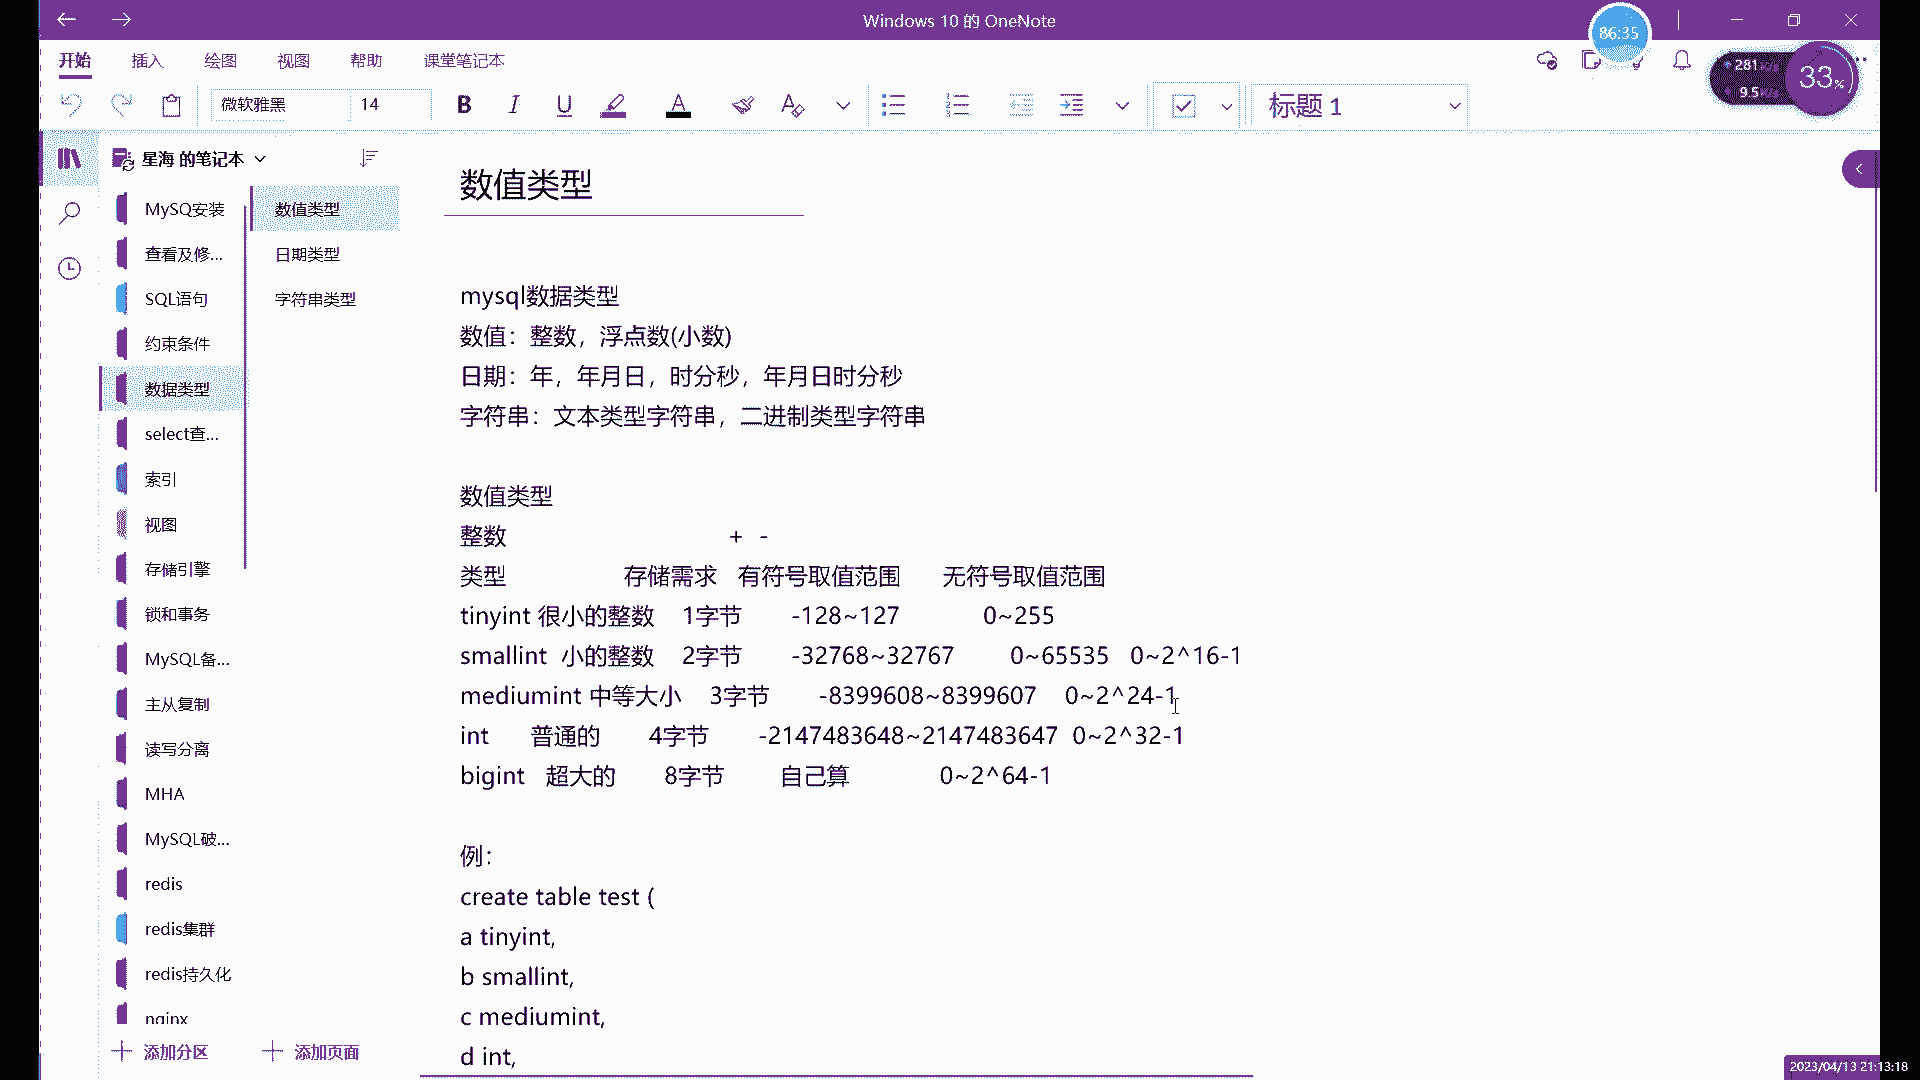 Windows 10 的 OneNote
86:35
开始 插入 绘图 视图 帮助 课堂笔记本
281
9.5
33%
微软雅黑 14 B I U A A 标题 1
星海 的笔记本
MySQ安装
查看及修...
SQL语句
约束条件
数据类型
select查...
索引
视图
存储引擎
锁和事务
MySQL备...
主从复制
读写分离
MHA
MySQL破...
redis
redis集群
redis持久化
nginx
添加分区
数值类型
日期类型
字符串类型
添加页面
数值类型
mysql数据类型
数值：整数，浮点数(小数)
日期：年，年月日，时分秒，年月日时分秒
字符串：文本类型字符串，二进制类型字符串
数值类型
整数 + -
类型 存储需求 有符号取值范围 无符号取值范围
tinyint 很小的整数 1字节 -128~127 0~255
smallint 小的整数 2字节 -32768~32767 0~65535 0~2^16-1
mediumint 中等大小 3字节 -8399608~8399607 0~2^24-1
int 普通的 4字节 -2147483648~2147483647 0~2^32-1
bigint 超大的 8字节 自己算 0~2^64-1
例：
create table test (
a tinyint,
b smallint,
c mediumint,
d int,
2023/04/13 21:13:18